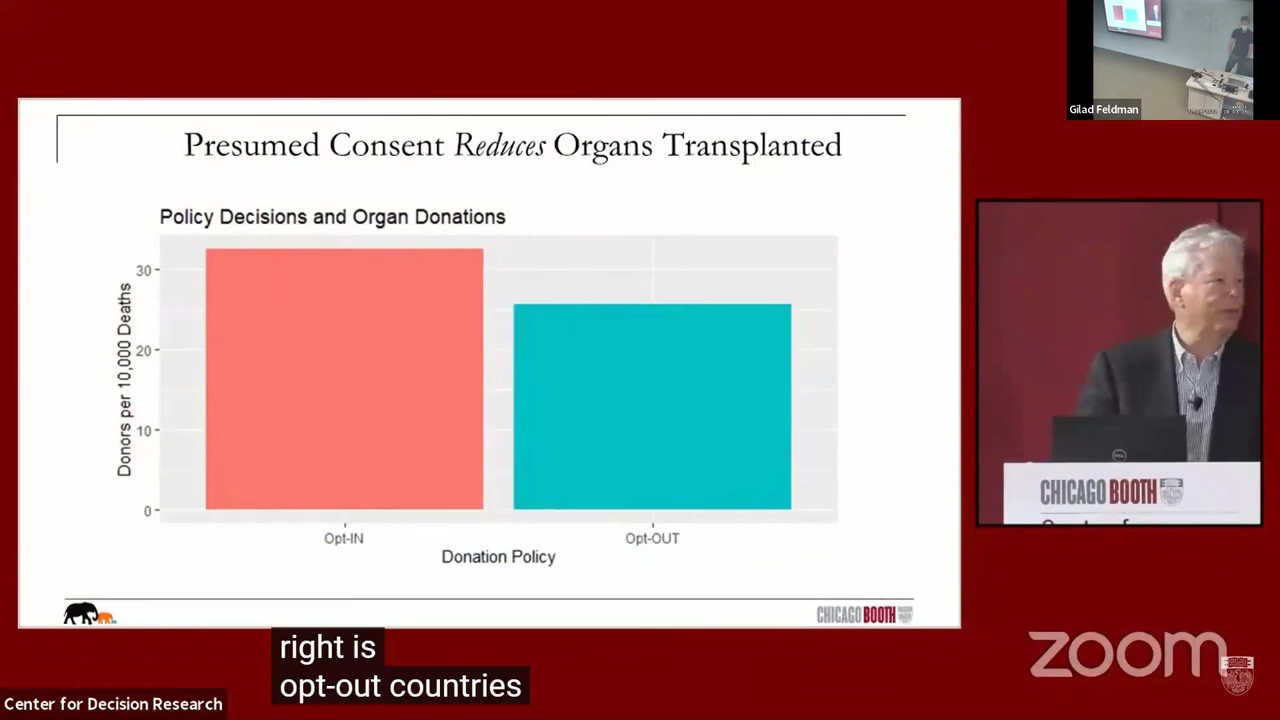 Gilad Feldman
Presumed Consent Reduces Organs Transplanted
Policy Decisions and Organ Donations
Donors per 10,000 Deaths
30
20
10
0
Opt-IN
Opt-OUT
Donation Policy
CHICAGO BOOTH
DELL
CHICAGO BOOTH
right is
opt-out countries
zoom
Center for Decision Research